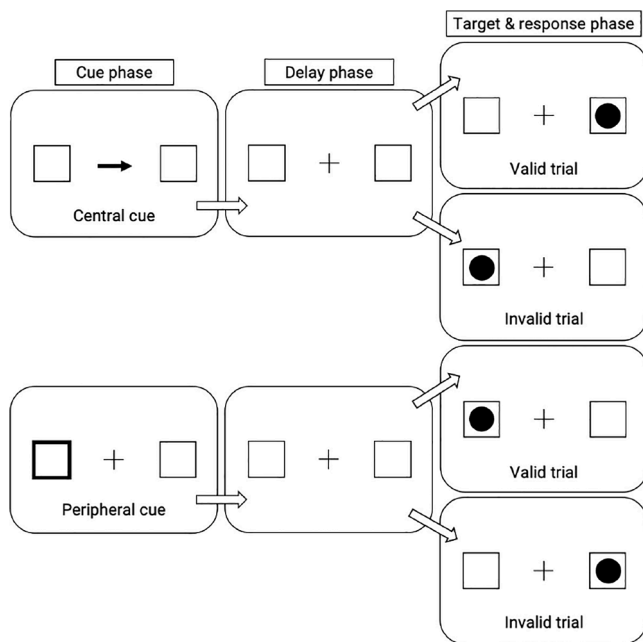 Cue phase
Delay phase
Target & response phase
Central cue
Valid trial
Invalid trial
Peripheral cue
Valid trial
Invalid trial